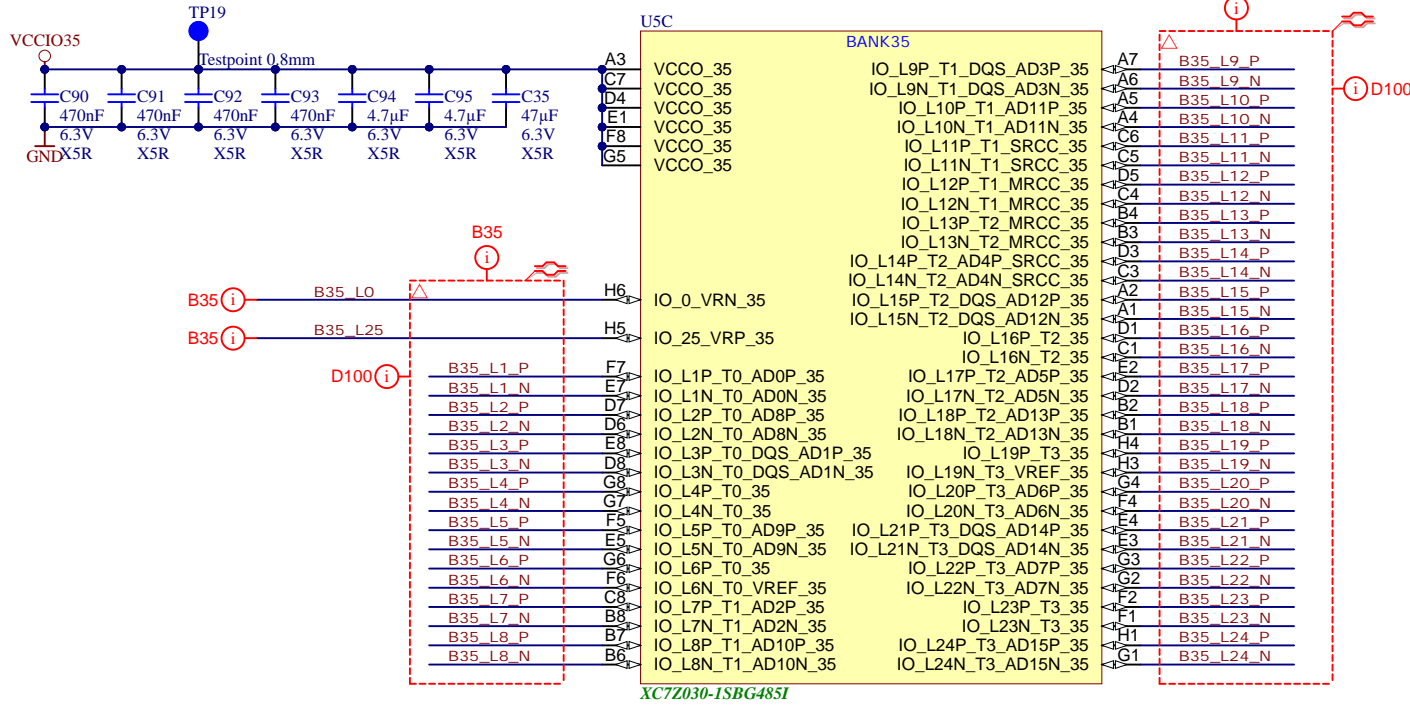 TP19
VCCIO35
Testpoint 0.8mm
C90 C91 C92 C93 C94 C95 C35
470nF 470nF 470nF 470nF 4.7µF 4.7µF 47µF
6.3V 6.3V 6.3V 6.3V 6.3V 6.3V 6.3V
X5R X5R X5R X5R X5R X5R X5R
GND
U5C
BANK35
A3 VCCO_35
C7 VCCO_35
D4 VCCO_35
E1 VCCO_35
F8 VCCO_35
G5 VCCO_35
B35
i
B35 i B35_L0 H6 IO_0_VRN_35
B35 i B35_L25 H5 IO_25_VRP_35
D100 i
B35_L1_P F7 IO_L1P_T0_AD0P_35
B35_L1_N E7 IO_L1N_T0_AD0N_35
B35_L2_P D7 IO_L2P_T0_AD8P_35
B35_L2_N D6 IO_L2N_T0_AD8N_35
B35_L3_P E8 IO_L3P_T0_DQS_AD1P_35
B35_L3_N D8 IO_L3N_T0_DQS_AD1N_35
B35_L4_P G8 IO_L4P_T0_35
B35_L4_N G7 IO_L4N_T0_35
B35_L5_P F5 IO_L5P_T0_AD9P_35
B35_L5_N E5 IO_L5N_T0_AD9N_35
B35_L6_P G6 IO_L6P_T0_35
B35_L6_N F6 IO_L6N_T0_VREF_35
B35_L7_P C8 IO_L7P_T1_AD2P_35
B35_L7_N B8 IO_L7N_T1_AD2N_35
B35_L8_P B7 IO_L8P_T1_AD10P_35
B35_L8_N B6 IO_L8N_T1_AD10N_35
i
i D100
IO_L9P_T1_DQS_AD3P_35 A7 B35_L9_P
IO_L9N_T1_DQS_AD3N_35 A6 B35_L9_N
IO_L10P_T1_AD11P_35 A5 B35_L10_P
IO_L10N_T1_AD11N_35 A4 B35_L10_N
IO_L11P_T1_SRCC_35 C6 B35_L11_P
IO_L11N_T1_SRCC_35 C5 B35_L11_N
IO_L12P_T1_MRCC_35 D5 B35_L12_P
IO_L12N_T1_MRCC_35 C4 B35_L12_N
IO_L13P_T2_MRCC_35 B4 B35_L13_P
IO_L13N_T2_MRCC_35 B3 B35_L13_N
IO_L14P_T2_AD4P_SRCC_35 D3 B35_L14_P
IO_L14N_T2_AD4N_SRCC_35 C3 B35_L14_N
IO_L15P_T2_DQS_AD12P_35 A2 B35_L15_P
IO_L15N_T2_DQS_AD12N_35 A1 B35_L15_N
IO_L16P_T2_35 D1 B35_L16_P
IO_L16N_T2_35 C1 B35_L16_N
IO_L17P_T2_AD5P_35 E2 B35_L17_P
IO_L17N_T2_AD5N_35 D2 B35_L17_N
IO_L18P_T2_AD13P_35 B2 B35_L18_P
IO_L18N_T2_AD13N_35 B1 B35_L18_N
IO_L19P_T3_35 H4 B35_L19_P
IO_L19N_T3_VREF_35 H3 B35_L19_N
IO_L20P_T3_AD6P_35 G4 B35_L20_P
IO_L20N_T3_AD6N_35 F4 B35_L20_N
IO_L21P_T3_DQS_AD14P_35 E4 B35_L21_P
IO_L21N_T3_DQS_AD14N_35 E3 B35_L21_N
IO_L22P_T3_AD7P_35 G3 B35_L22_P
IO_L22N_T3_AD7N_35 G2 B35_L22_N
IO_L23P_T3_35 F2 B35_L23_P
IO_L23N_T3_35 F1 B35_L23_N
IO_L24P_T3_AD15P_35 H1 B35_L24_P
IO_L24N_T3_AD15N_35 G1 B35_L24_N
XC7Z030-1SBG485I